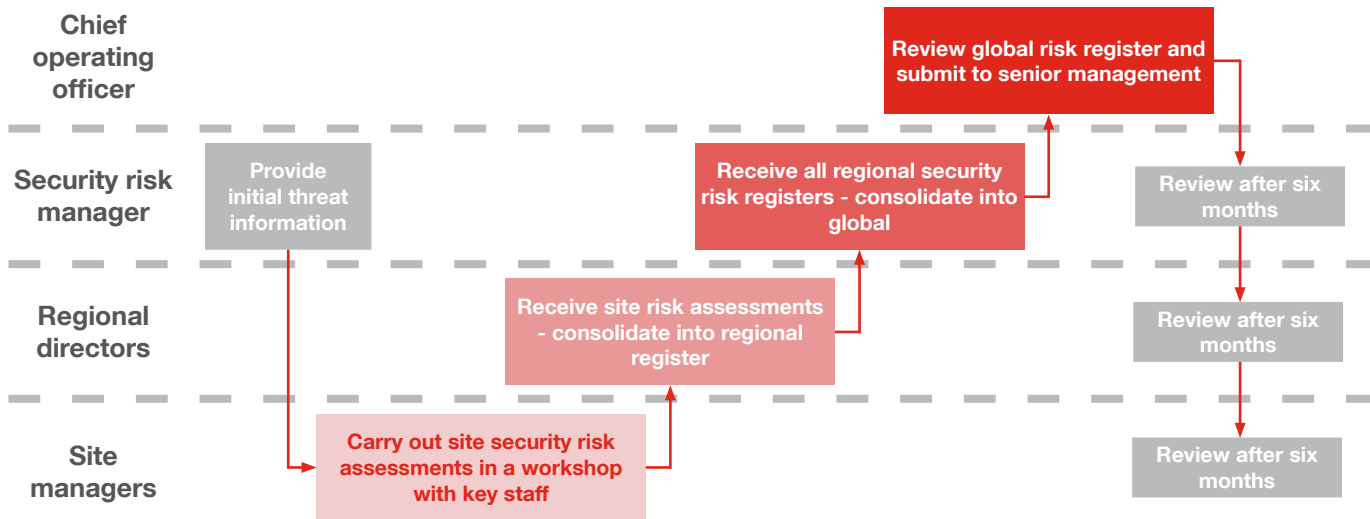 Chief
operating
officer
Review global risk register and
submit to senior management
Security risk
manager
Provide
initial threat
information
Receive all regional security
risk registers - consolidate into
global
Review after six
months
Regional
directors
Receive site risk assessments
- consolidate into regional
register
Review after six
months
Site
managers
Carry out site security risk
assessments in a workshop
with key staff
Review after six
months